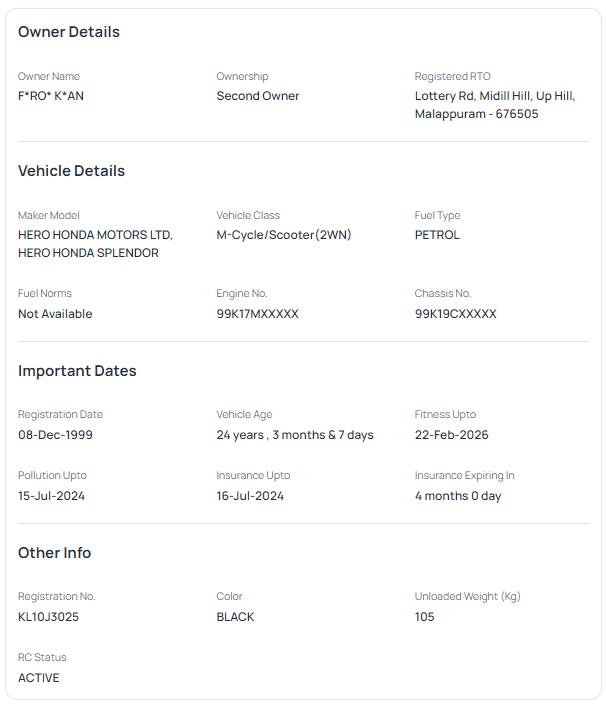 Owner Details
Owner Name
Ownership
Registered RTO
F*RO* K*AN
Second Owner
Lottery Rd, Midill Hill, Up Hill,
Malappuram - 676505
Vehicle Details
Maker Model
Vehicle Class
Fuel Type
HERO HONDA MOTORS LTD,
HERO HONDA SPLENDOR
M-Cycle/Scooter(2WN)
PETROL
Fuel Norms
Engine No.
Chassis No.
Not Available
99K17MXXXXX
99K19CXXXXX
Important Dates
Registration Date
Vehicle Age
Fitness Upto
08-Dec-1999
24 years , 3 months & 7 days
22-Feb-2026
Pollution Upto
Insurance Upto
Insurance Expiring In
15-Jul-2024
16-Jul-2024
4 months 0 day
Other Info
Registration No.
Color
Unloaded Weight (Kg)
KL10J3025
BLACK
105
RC Status
ACTIVE